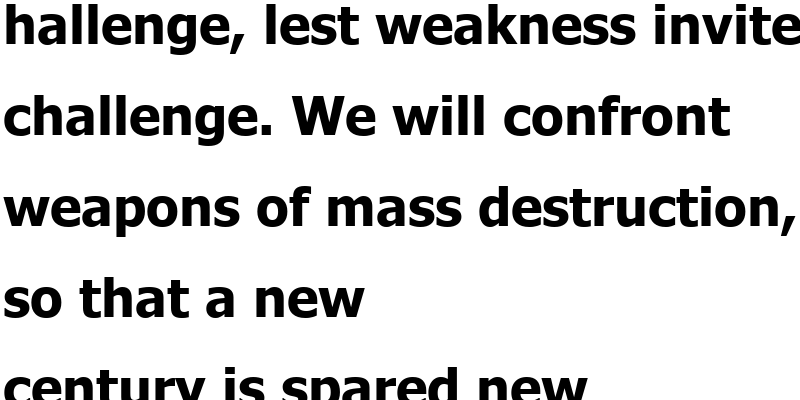 hallenge, lest weakness invite
challenge. We will confront
weapons of mass destruction,
so that a new
century is spared new